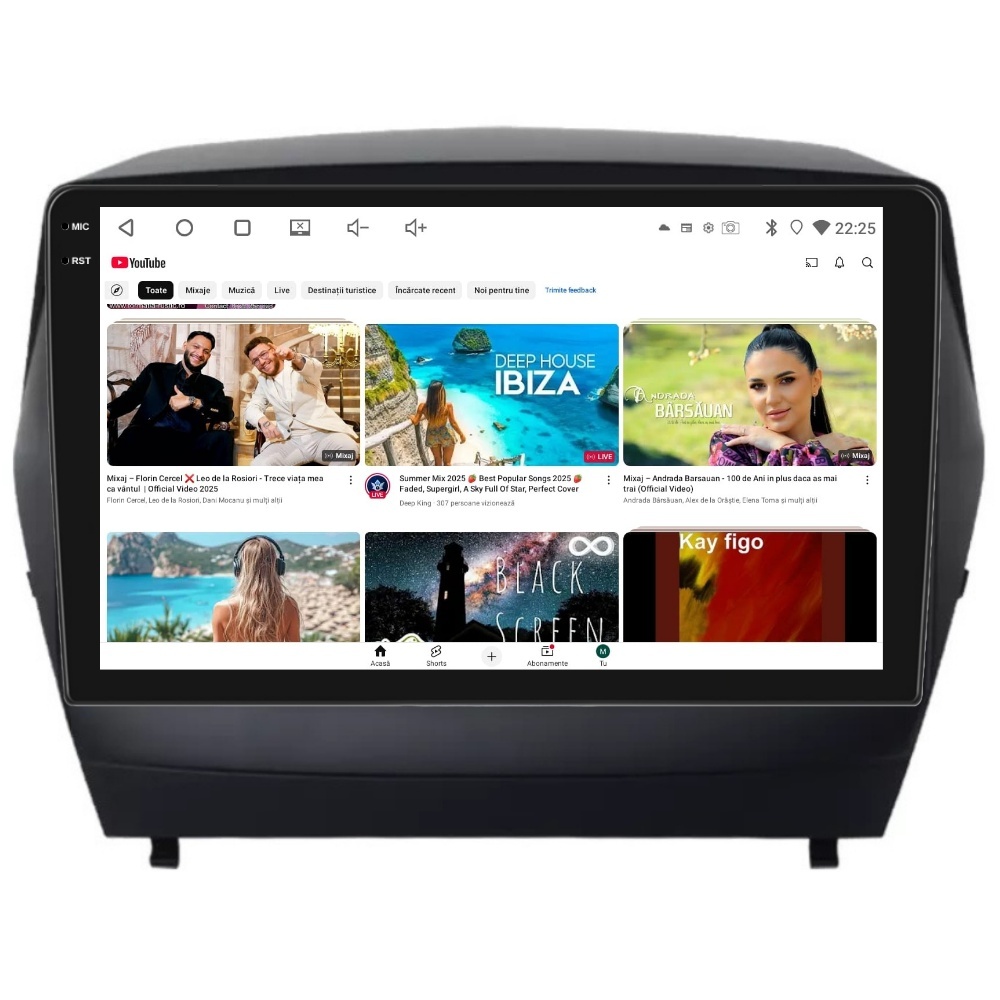 MIC
22:25
RST
YouTube
Toate
Mixaje
Muzică
Live
Destinații turistice
Încărcate recent
Noi pentru tine
Trimite feedback
DEEP HOUSE
IBIZA
LIVE
ANDRADA
BÂRSĂUAN
Mixaj
Mixaj
Mixaj – Florin Cercel ❌ Leo de la Rosiori - Trece viața mea
ca vântul | Official Video 2025
Florin Cercel, Leo de la Rosiori, Dani Mocanu și mulți alții
LIVE
Summer Mix 2025 🍓 Best Popular Songs 2025 🍓
Faded, Supergirl, A Sky Full Of Star, Perfect Cover
Deep King · 307 persoane vizionează
Mixaj – Andrada Barsauan - 100 de Ani in plus daca as mai
trai (Official Video)
Andrada Bârsăuan, Alex de la Orăștie, Elena Toma și mulți alții
BLACK
SCREEN
Kay figo
Acasă
Shorts
Abonamente
M
Tu